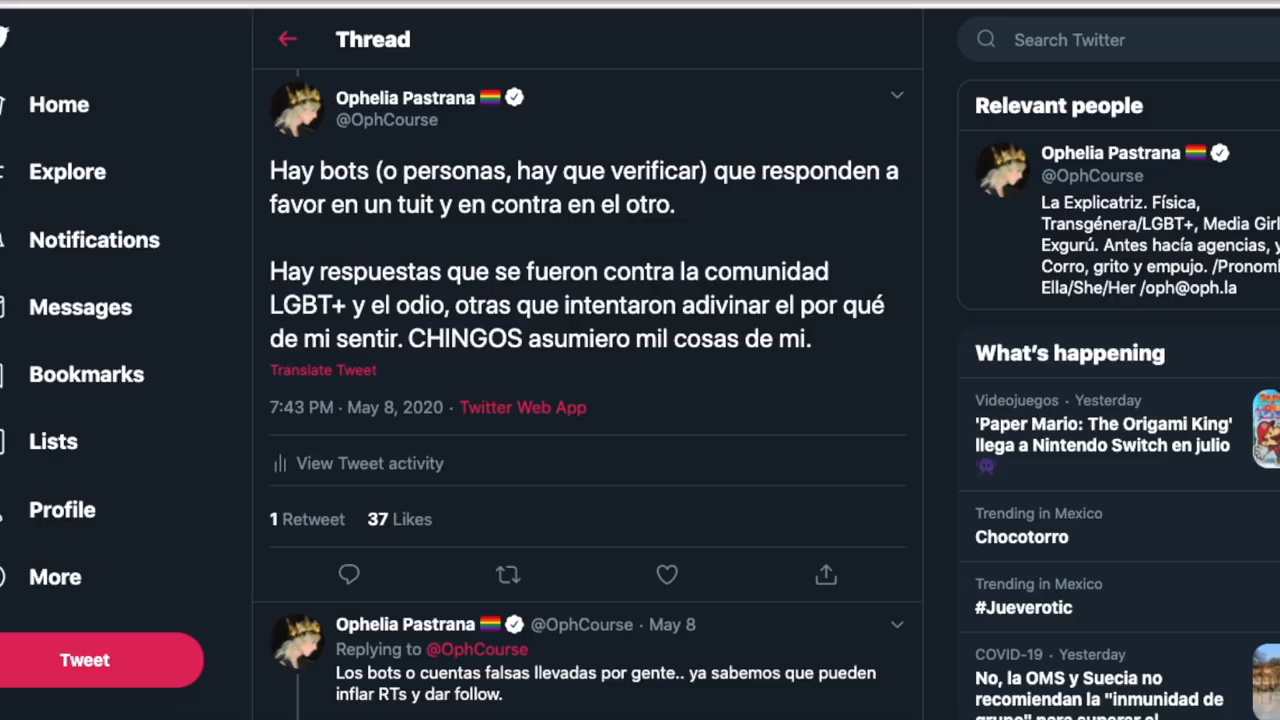 Home
Explore
Notifications
Messages
Bookmarks
Lists
Profile
More
Tweet
Thread
Ophelia Pastrana
@OphCourse
Hay bots (o personas, hay que verificar) que responden a
favor en un tuit y en contra en el otro.
Hay respuestas que se fueron contra la comunidad
LGBT+ y el odio, otras que intentaron adivinar el por qué
de mi sentir. CHINGOS asumiero mil cosas de mi.
Translate Tweet
7:43 PM · May 8, 2020 · Twitter Web App
View Tweet activity
1 Retweet 37 Likes
Ophelia Pastrana @OphCourse · May 8
Replying to @OphCourse
Los bots o cuentas falsas llevadas por gente.. ya sabemos que pueden
inflar RTs y dar follow.
Search Twitter
Relevant people
Ophelia Pastrana
@OphCourse
La Explicatriz. Física,
Transgénera/LGBT+, Media Girl
Exgurú. Antes hacía agencias, y
Corro, grito y empujo. /Pronom
Ella/She/Her /oph@oph.la
What's happening
Videojuegos · Yesterday
'Paper Mario: The Origami King'
llega a Nintendo Switch en julio
Trending in Mexico
Chocotorro
Trending in Mexico
#Jueverotic
COVID-19 · Yesterday
No, la OMS y Suecia no
recomiendan la "inmunidad de